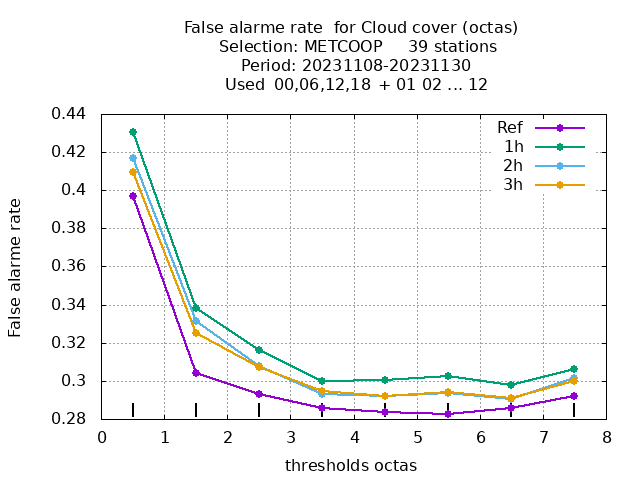 False alarme rate  for Cloud cover (octas)
Selection: METCOOP     39 stations
Period: 20231108-20231130
Used  00,06,12,18  + 01 02 ... 12
0.44
0.42
0.4
0.38
0.36
0.34
0.32
0.3
0.28
False alarme rate
Ref
1h
2h
3h
0 1 2 3 4 5 6 7 8
thresholds octas